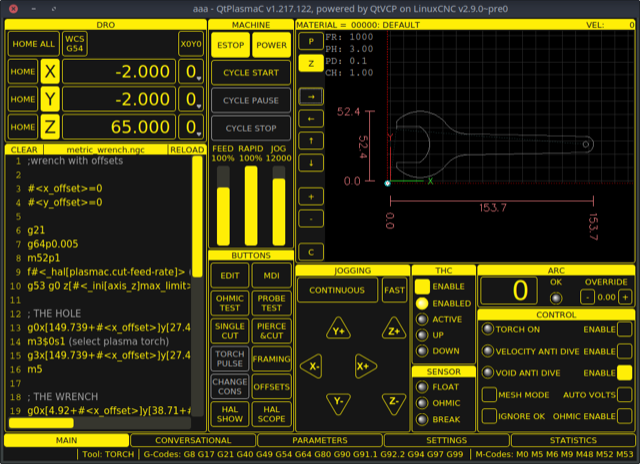 aaa - QtPlasmaC v1.217.122, powered by QtVCP on LinuxCNC v2.9.0~pre0
DRO
HOME ALL
WCS
G54
X0Y0
HOME X -2.000 0
HOME Y -2.000 0
HOME Z 65.000 0
CLEAR metric_wrench.ngc RELOAD
1 ;wrench with offsets
2
3 #<x_offset>=0
4 #<y_offset>=0
5
6 g21
7 g64p0.005
8 m52p1
9 f#<_hal[plasmac.cut-feed-rate]>
10 g53 g0 z[#<_ini[axis_z]max_limit>
11
12 ; THE HOLE
13 g0x[149.739+#<x_offset>]y[27.4
14 m3$0s1 (select plasma torch)
15 g3x[149.739+#<x_offset>]y[27.4
16 m5
17
18 ; THE WRENCH
19 g0x[4.92+#<x_offset>]y[38.71+#
MACHINE
ESTOP POWER
CYCLE START
CYCLE PAUSE
CYCLE STOP
FEED RAPID JOG
100% 100% 12000
BUTTONS
EDIT MDI
OHMIC
TEST
PROBE
TEST
SINGLE
CUT
PIERCE
&CUT
TORCH
PULSE
FRAMING
CHANGE
CONS
OFFSETS
HAL
SHOW
HAL
SCOPE
MATERIAL = 00000: DEFAULT VEL: 0
P
Z
→
←
↑
↓
+
-
C
FR: 1000
PH: 3.00
PD: 0.1
CH: 1.00
52.4
52.4
0.0
Y
X
153.7
0.0
153.7
JOGGING
CONTINUOUS FAST
Y+ Z+
X- X+
Y- Z-
THC
ENABLE
ENABLED
ACTIVE
UP
DOWN
SENSOR
FLOAT
OHMIC
BREAK
ARC
0
OK
OVERRIDE
- 0.00 +
CONTROL
TORCH ON ENABLE
VELOCITY ANTI DIVE ENABLE
VOID ANTI DIVE ENABLE
MESH MODE AUTO VOLTS
IGNORE OK OHMIC ENABLE
MAIN CONVERSATIONAL PARAMETERS SETTINGS STATISTICS
Tool: TORCH G-Codes: G8 G17 G21 G40 G49 G54 G64 G80 G90 G91.1 G92.2 G94 G97 G99 M-Codes: M0 M5 M6 M9 M48 M52 M53